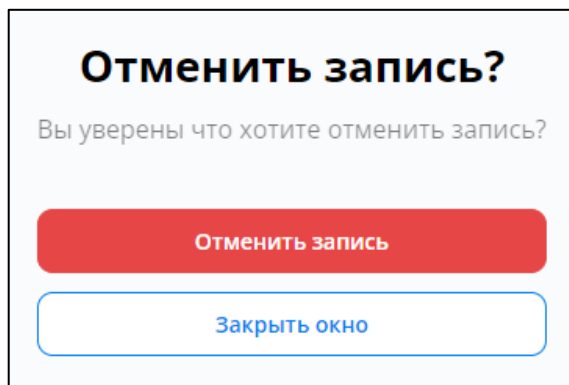 Отменить запись?
Вы уверены что хотите отменить запись?
Отменить запись
Закрыть окно